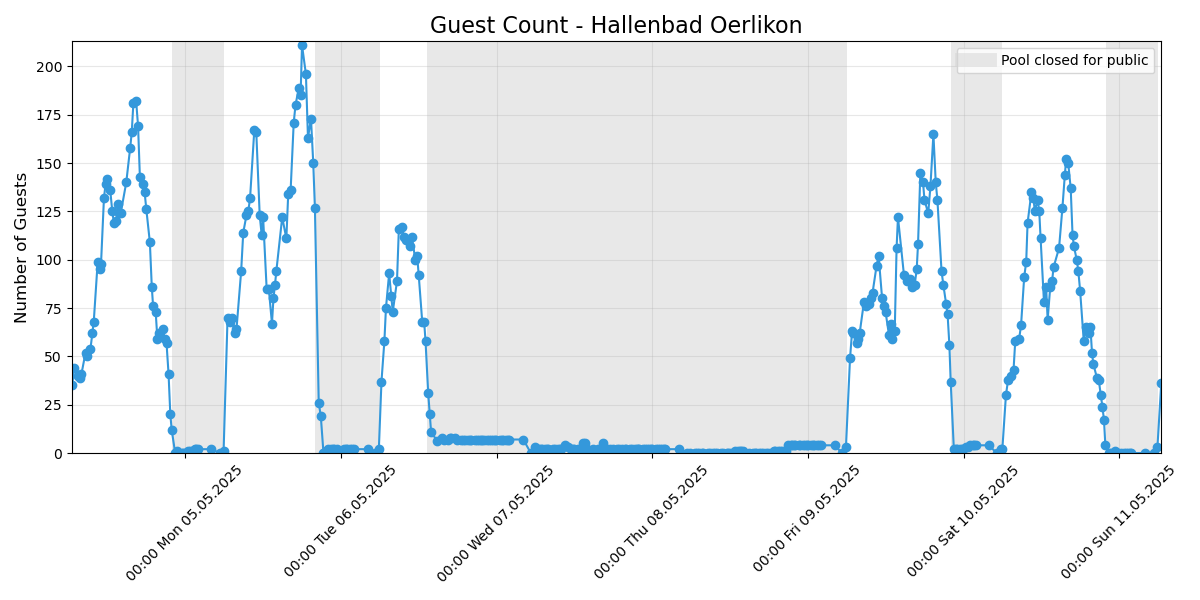 Guest Count - Hallenbad Oerlikon
Pool closed for public
Number of Guests
200
175
150
125
100
75
50
25
0
00:00 Mon 05.05.2025
00:00 Tue 06.05.2025
00:00 Wed 07.05.2025
00:00 Thu 08.05.2025
00:00 Fri 09.05.2025
00:00 Sat 10.05.2025
00:00 Sun 11.05.2025